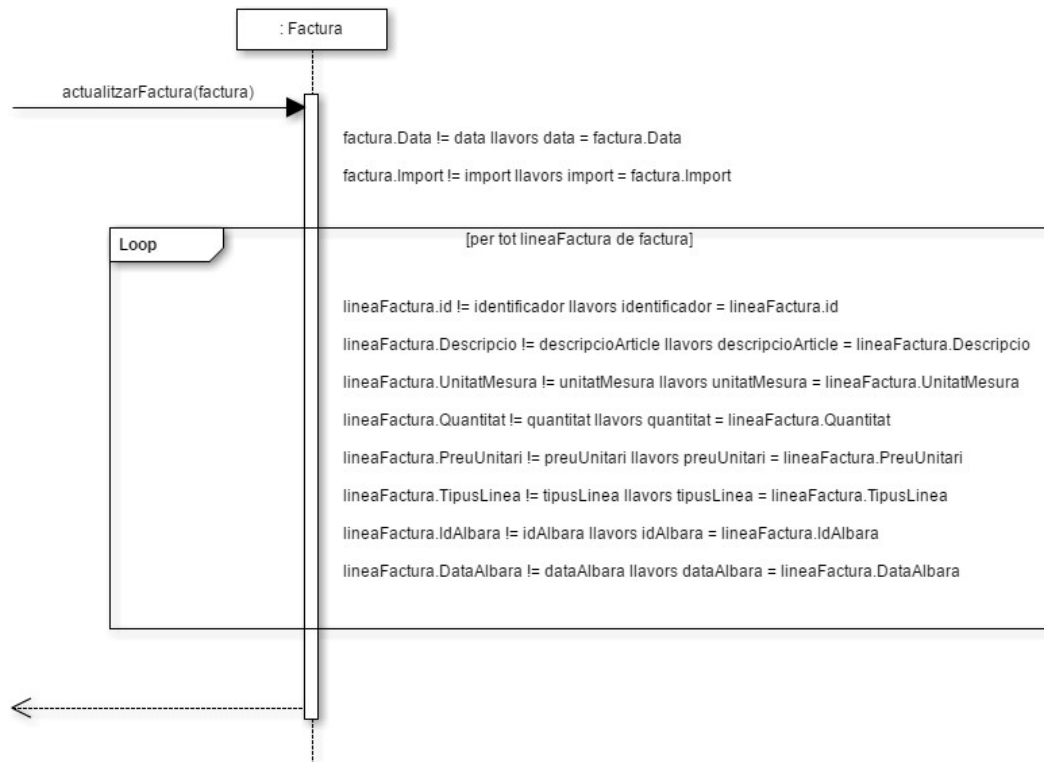 : Factura
actualitzarFactura(factura)
factura.Data != data llavors data = factura.Data
factura.Import != import llavors import = factura.Import
Loop
[per tot lineaFactura de factura]
lineaFactura.id != identificador llavors identificador = lineaFactura.id
lineaFactura.Descripcio != descripcioArticle llavors descripcioArticle = lineaFactura.Descripcio
lineaFactura.UnitatMesura != unitatMesura llavors unitatMesura = lineaFactura.UnitatMesura
lineaFactura.Quantitat != quantitat llavors quantitat = lineaFactura.Quantitat
lineaFactura.PreuUnitari != preuUnitari llavors preuUnitari = lineaFactura.PreuUnitari
lineaFactura.TipusLinea != tipusLinea llavors tipusLinea = lineaFactura.TipusLinea
lineaFactura.IdAlbara != idAlbara llavors idAlbara = lineaFactura.IdAlbara
lineaFactura.DataAlbara != dataAlbara llavors dataAlbara = lineaFactura.DataAlbara